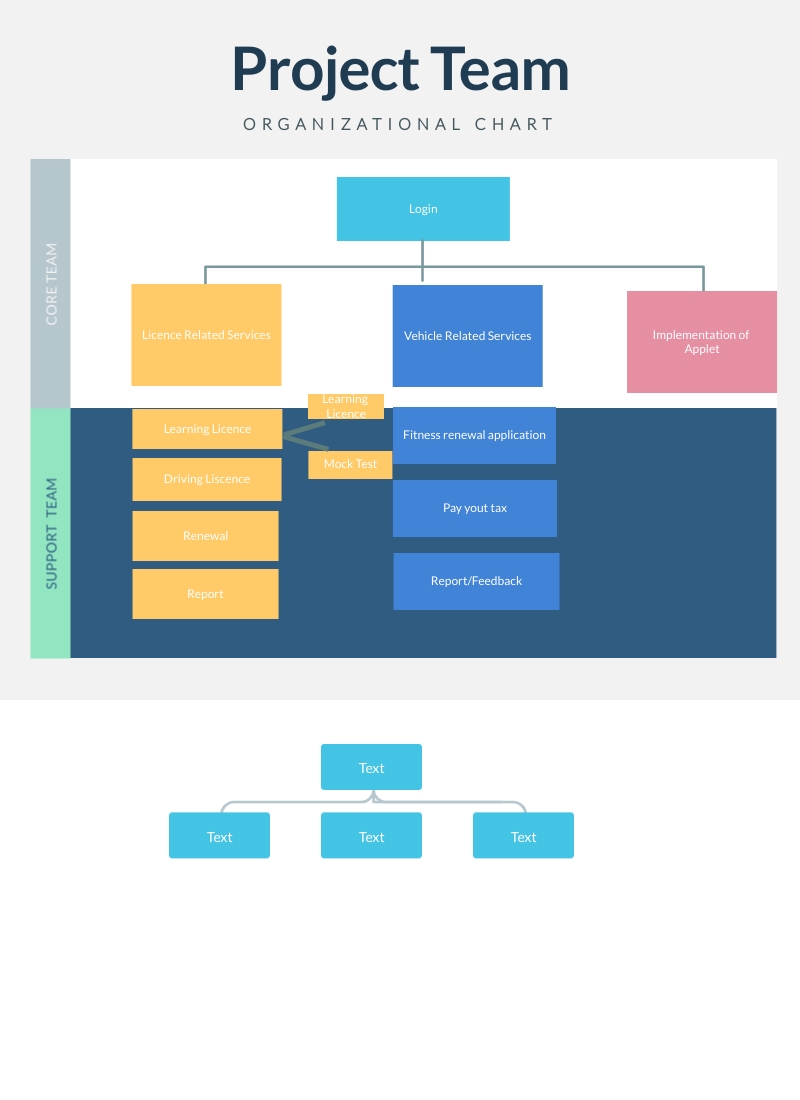 Project Team
ORGANIZATIONAL CHART
CORE TEAM
Login
Licence Related Services
Vehicle Related Services
Implementation of
Applet
SUPPORT TEAM
Learning Licence
Learning
Licence
Mock Test
Fitness renewal application
Driving Liscence
Pay yout tax
Renewal
Report/Feedback
Report
Text
Text
Text
Text